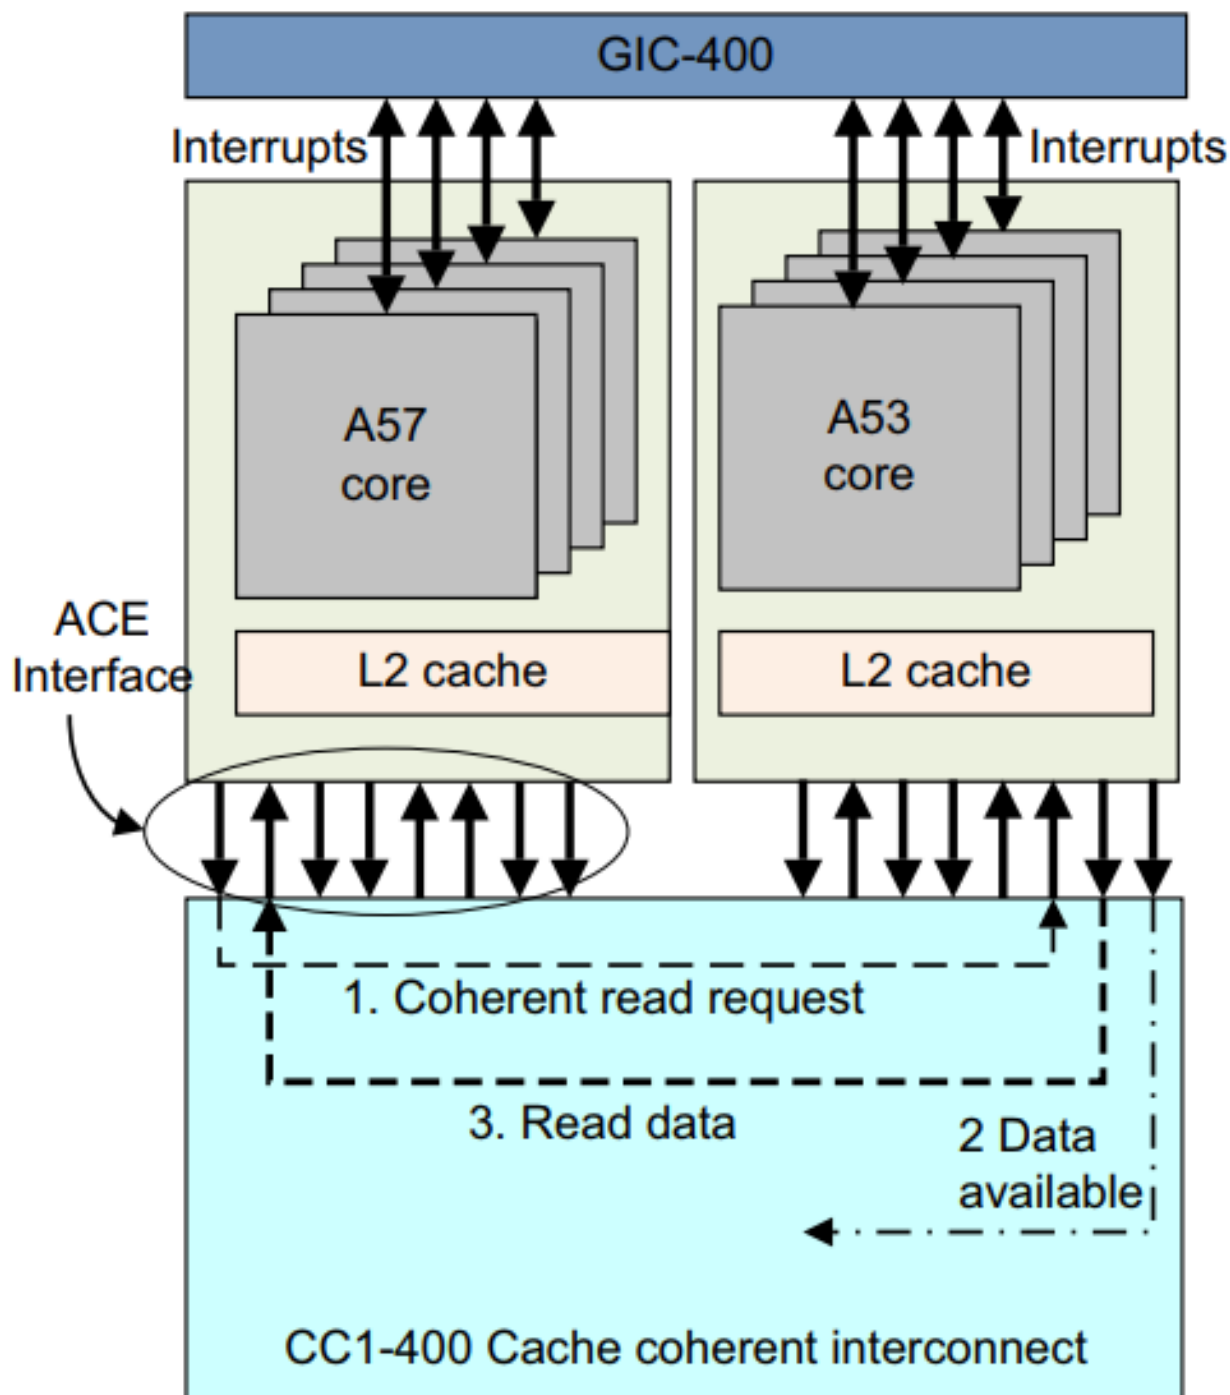 GIC-400
Interrupts
Interrupts
A57
core
A53
core
ACE
Interface
L2 cache
L2 cache
1. Coherent read request
3. Read data
2 Data
available
CC1-400 Cache coherent interconnect